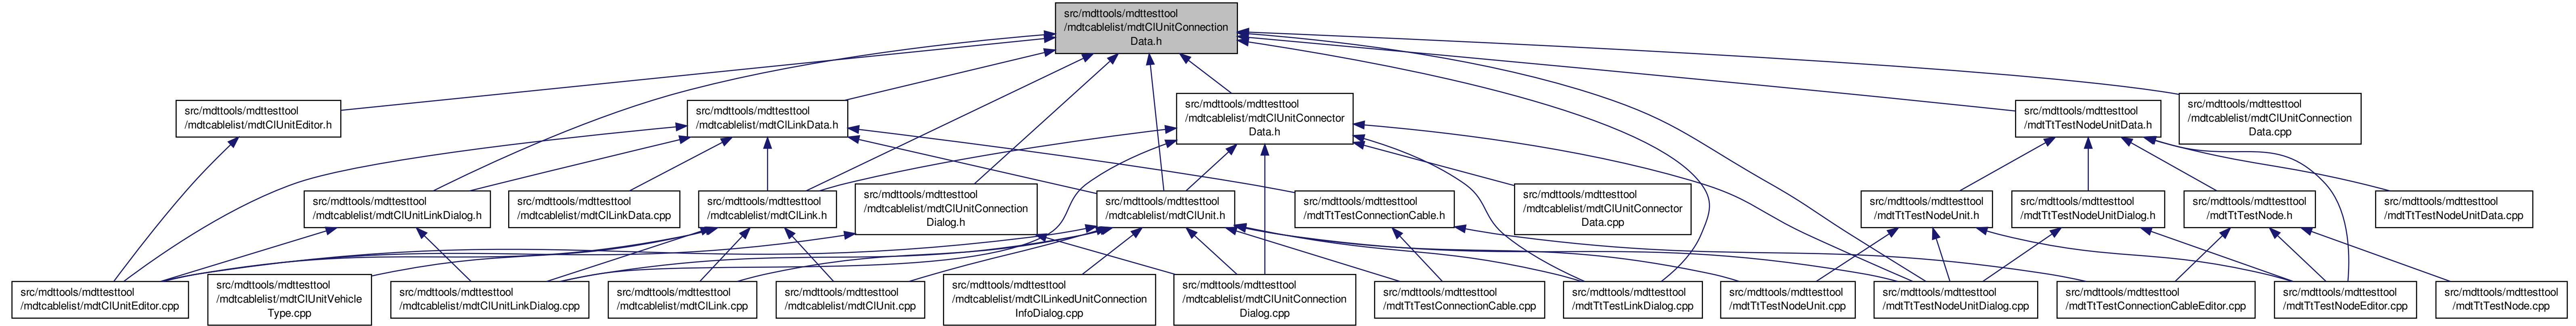 src/mdttools/mdttesttool
/mdtcablelist/mdtClUnitConnection
Data.h
src/mdttools/mdttesttool
/mdtcablelist/mdtClUnitEditor.h
src/mdttools/mdttesttool
/mdtcablelist/mdtClLinkData.h
src/mdttools/mdttesttool
/mdtcablelist/mdtClUnitConnector
Data.h
src/mdttools/mdttesttool
/mdtTtTestNodeUnitData.h
src/mdttools/mdttesttool
/mdtcablelist/mdtClUnitConnection
Data.cpp
src/mdttools/mdttesttool
/mdtcablelist/mdtClUnitLinkDialog.h
src/mdttools/mdttesttool
/mdtcablelist/mdtClLinkData.cpp
src/mdttools/mdttesttool
/mdtcablelist/mdtClLink.h
src/mdttools/mdttesttool
/mdtcablelist/mdtClUnitConnection
Dialog.h
src/mdttools/mdttesttool
/mdtcablelist/mdtClUnit.h
src/mdttools/mdttesttool
/mdtTtTestConnectionCable.h
src/mdttools/mdttesttool
/mdtcablelist/mdtClUnitConnector
Data.cpp
src/mdttools/mdttesttool
/mdtTtTestNodeUnit.h
src/mdttools/mdttesttool
/mdtTtTestNodeUnitDialog.h
src/mdttools/mdttesttool
/mdtTtTestNode.h
src/mdttools/mdttesttool
/mdtTtTestNodeUnitData.cpp
src/mdttools/mdttesttool
/mdtcablelist/mdtClUnitEditor.cpp
src/mdttools/mdttesttool
/mdtcablelist/mdtClUnitVehicle
Type.cpp
src/mdttools/mdttesttool
/mdtcablelist/mdtClUnitLinkDialog.cpp
src/mdttools/mdttesttool
/mdtcablelist/mdtClLink.cpp
src/mdttools/mdttesttool
/mdtcablelist/mdtClUnit.cpp
src/mdttools/mdttesttool
/mdtcablelist/mdtClLinkedUnitConnection
InfoDialog.cpp
src/mdttools/mdttesttool
/mdtcablelist/mdtClUnitConnection
Dialog.cpp
src/mdttools/mdttesttool
/mdtTtTestConnectionCable.cpp
src/mdttools/mdttesttool
/mdtTtTestLinkDialog.cpp
src/mdttools/mdttesttool
/mdtTtTestNodeUnit.cpp
src/mdttools/mdttesttool
/mdtTtTestNodeUnitDialog.cpp
src/mdttools/mdttesttool
/mdtTtTestConnectionCableEditor.cpp
src/mdttools/mdttesttool
/mdtTtTestNodeEditor.cpp
src/mdttools/mdttesttool
/mdtTtTestNode.cpp